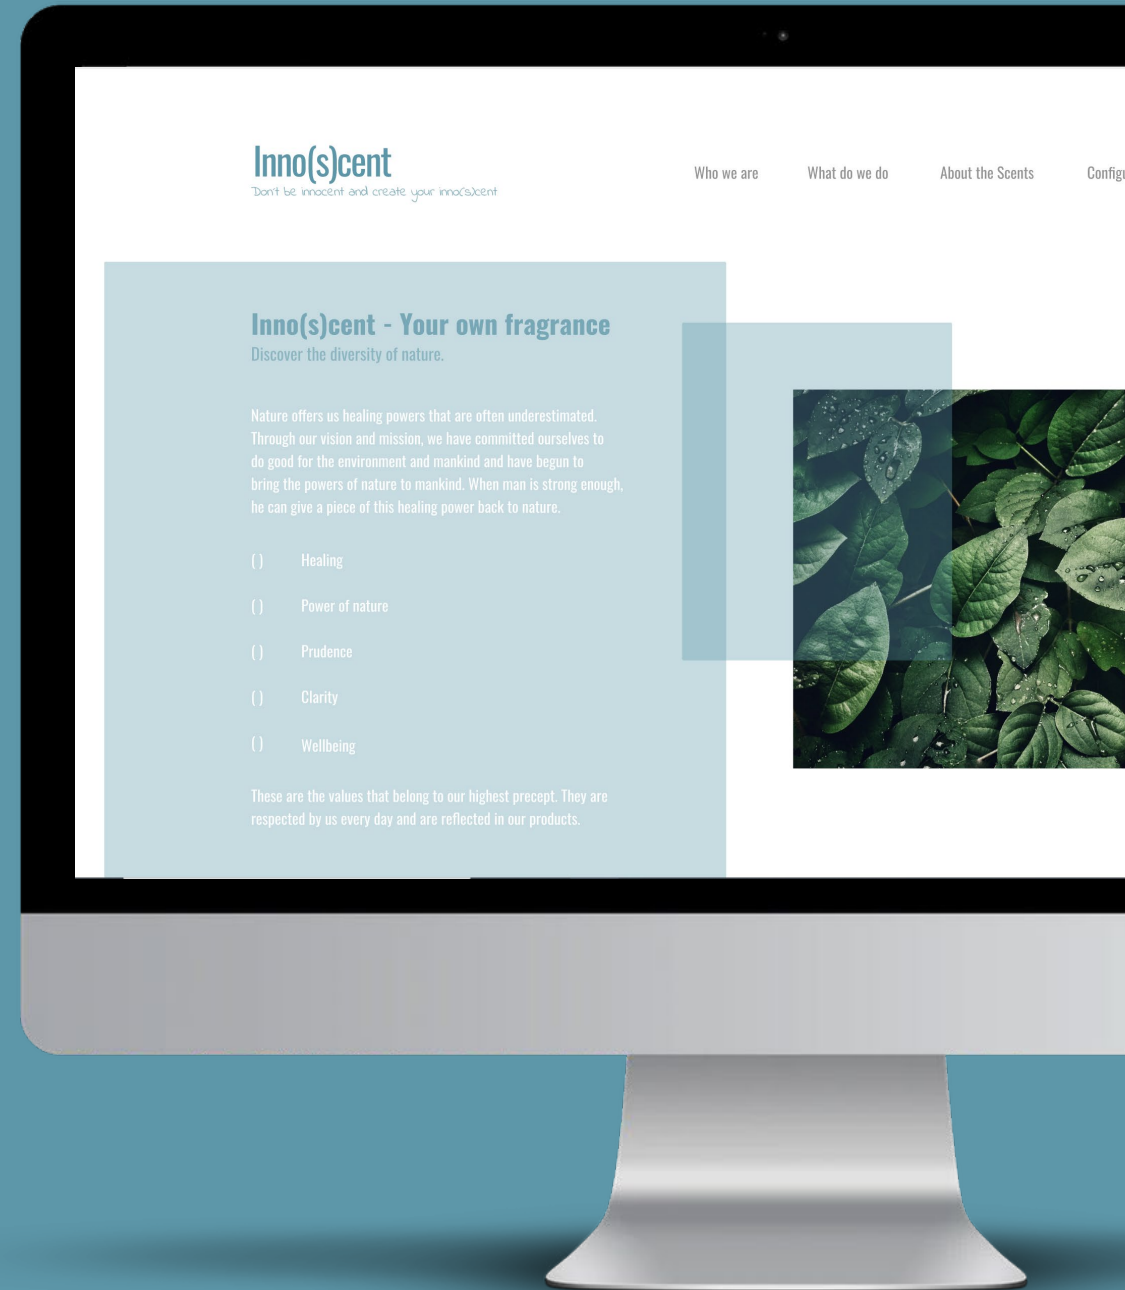 Inno(s)cent
Don't be innocent and create your inno(s)cent
Who we are
What do we do
About the Scents
Inno(s)cent - Your own fragrance
Discover the diversity of nature.
Nature offers us healing powers that are often underestimated.
Through our vision and mission, we have committed ourselves to
do good for the environment and mankind and have begun to
bring the powers of nature to mankind. When man is strong enough,
he can give a piece of this healing power back to nature.
( ) Healing
( ) Power of nature
( ) Prudence
( ) Clarity
( ) Wellbeing
These are the values that belong to our highest precept. They are
respected by us every day and are reflected in our products.